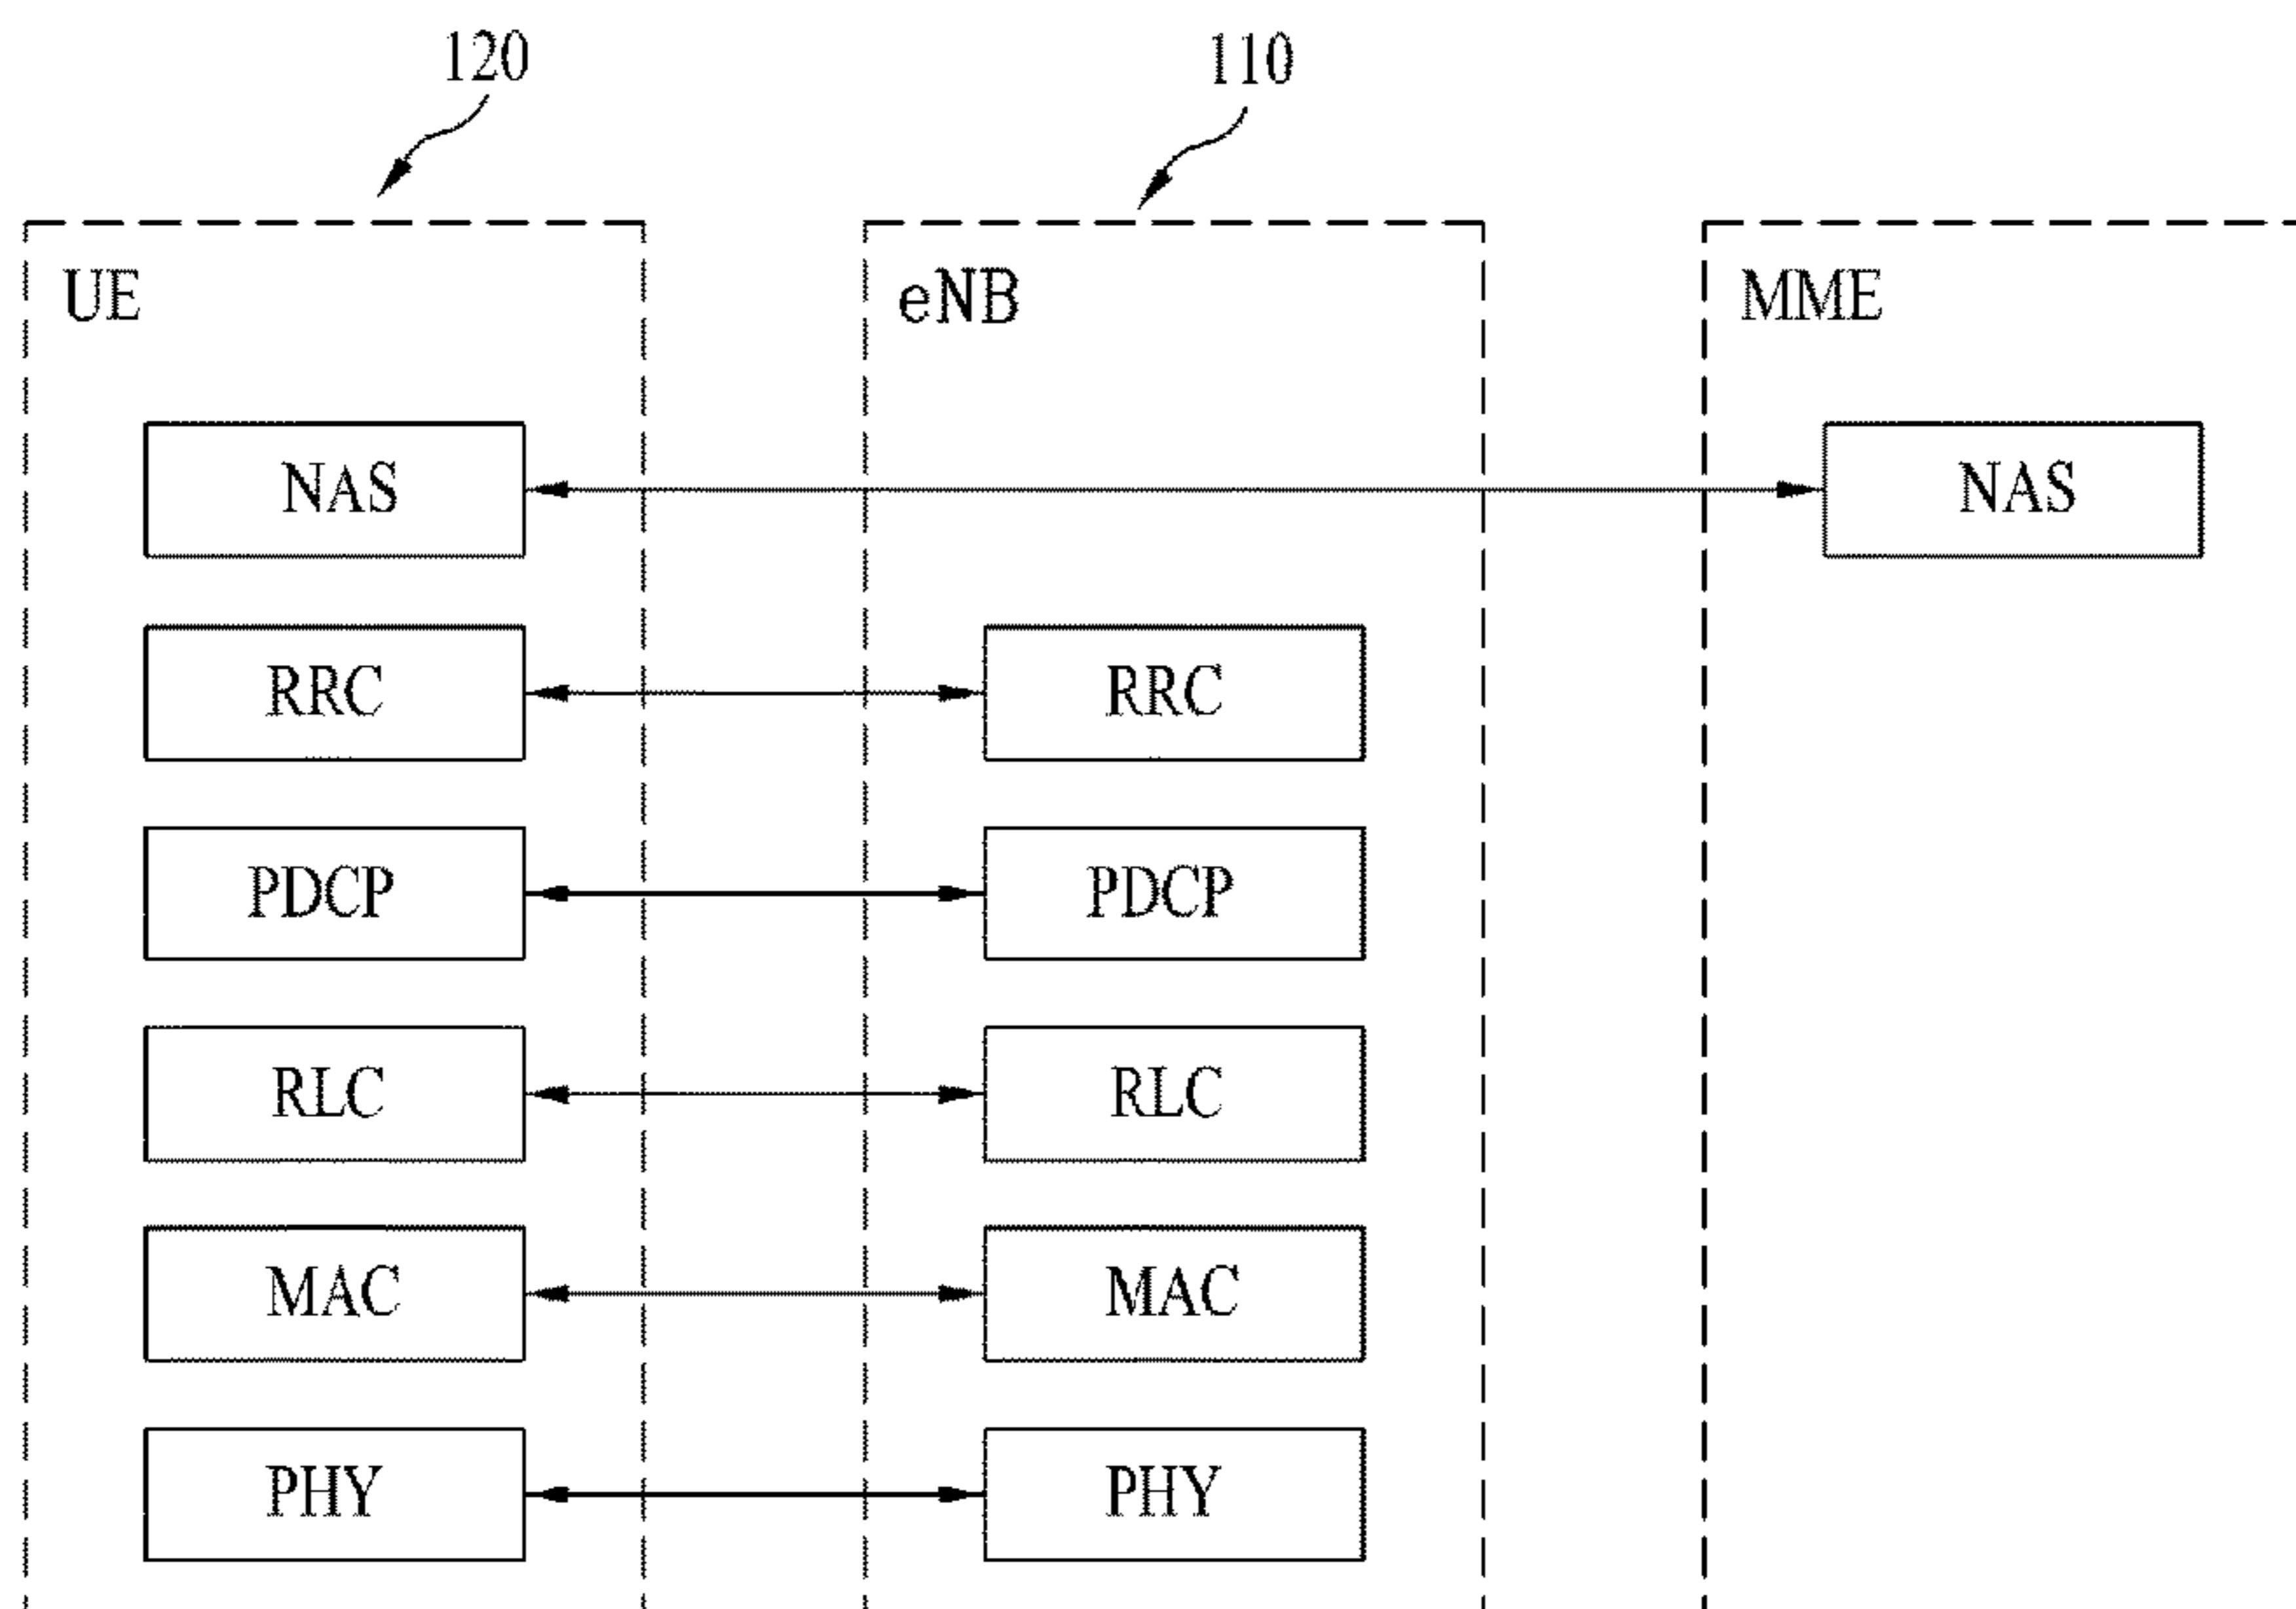 120 110
UE eNB MME
NAS NAS
RRC RRC
PDCP PDCP
RLC RLC
MAC MAC
PHY PHY